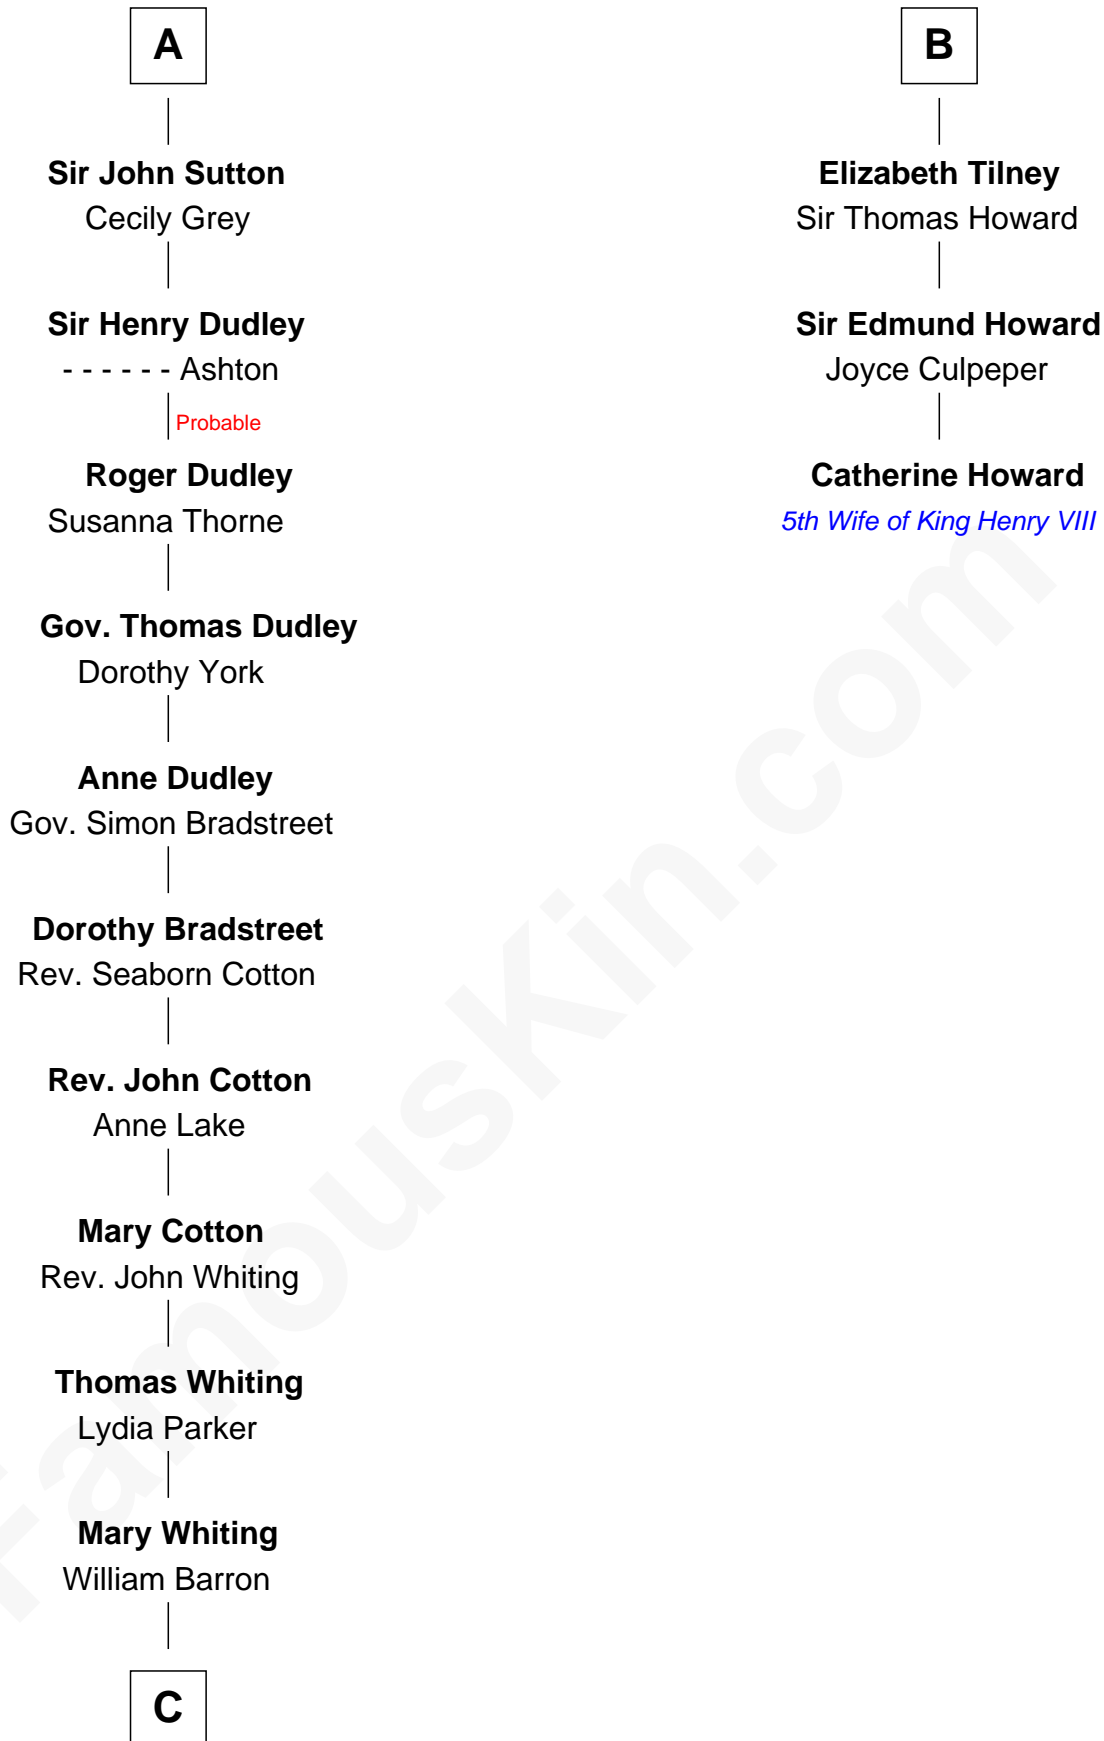 A
Sir John Sutton
Cecily Grey
Sir Henry Dudley
- - - - - - Ashton
Probable
Roger Dudley
Susanna Thorne
Gov. Thomas Dudley
Dorothy York
Anne Dudley
Gov. Simon Bradstreet
Dorothy Bradstreet
Rev. Seaborn Cotton
Rev. John Cotton
Anne Lake
Mary Cotton
Rev. John Whiting
Thomas Whiting
Lydia Parker
Mary Whiting
William Barron
C
B
Elizabeth Tilney
Sir Thomas Howard
Sir Edmund Howard
Joyce Culpeper
Catherine Howard
5th Wife of King Henry VIII
FamousKin.com